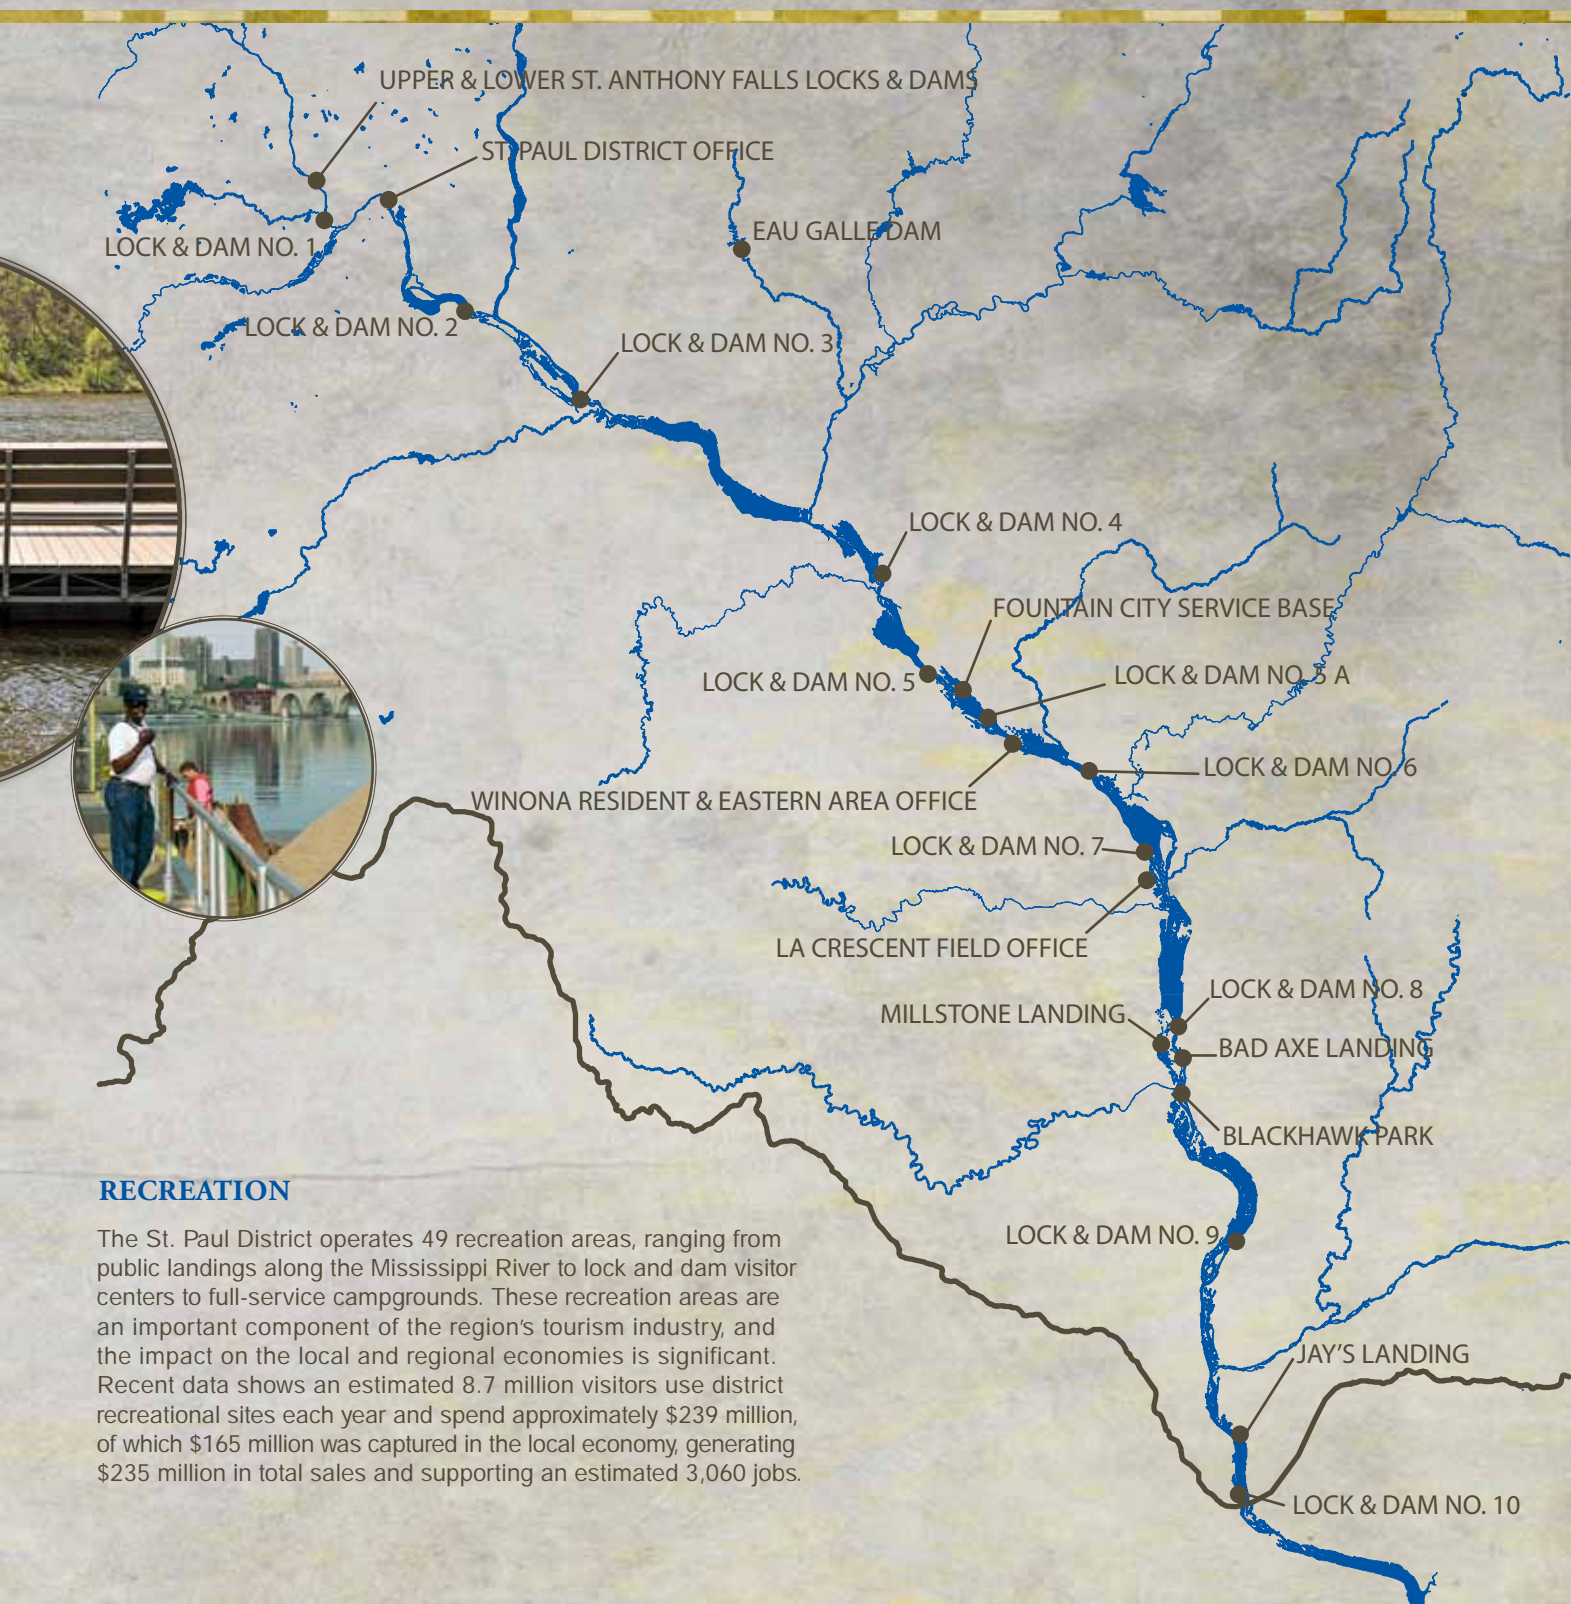 UPPER & LOWER ST. ANTHONY FALLS LOCKS & DAMS
ST. PAUL DISTRICT OFFICE
EAU GALLE DAM
LOCK & DAM NO. 1
LOCK & DAM NO. 2
LOCK & DAM NO. 3
LOCK & DAM NO. 4
FOUNTAIN CITY SERVICE BASE
LOCK & DAM NO. 5
LOCK & DAM NO. 5 A
LOCK & DAM NO. 6
WINONA RESIDENT & EASTERN AREA OFFICE
LOCK & DAM NO. 7
LA CRESCENT FIELD OFFICE
LOCK & DAM NO. 8
MILLSTONE LANDING
BAD AXE LANDING
BLACKHAWK PARK
RECREATION
The St. Paul District operates 49 recreation areas, ranging from
public landings along the Mississippi River to lock and dam visitor
centers to full-service campgrounds. These recreation areas are
an important component of the region's tourism industry, and
the impact on the local and regional economies is significant.
Recent data shows an estimated 8.7 million visitors use district
recreational sites each year and spend approximately $239 million,
of which $165 million was captured in the local economy, generating
$235 million in total sales and supporting an estimated 3,060 jobs.
LOCK & DAM NO. 9
JAY'S LANDING
LOCK & DAM NO. 10